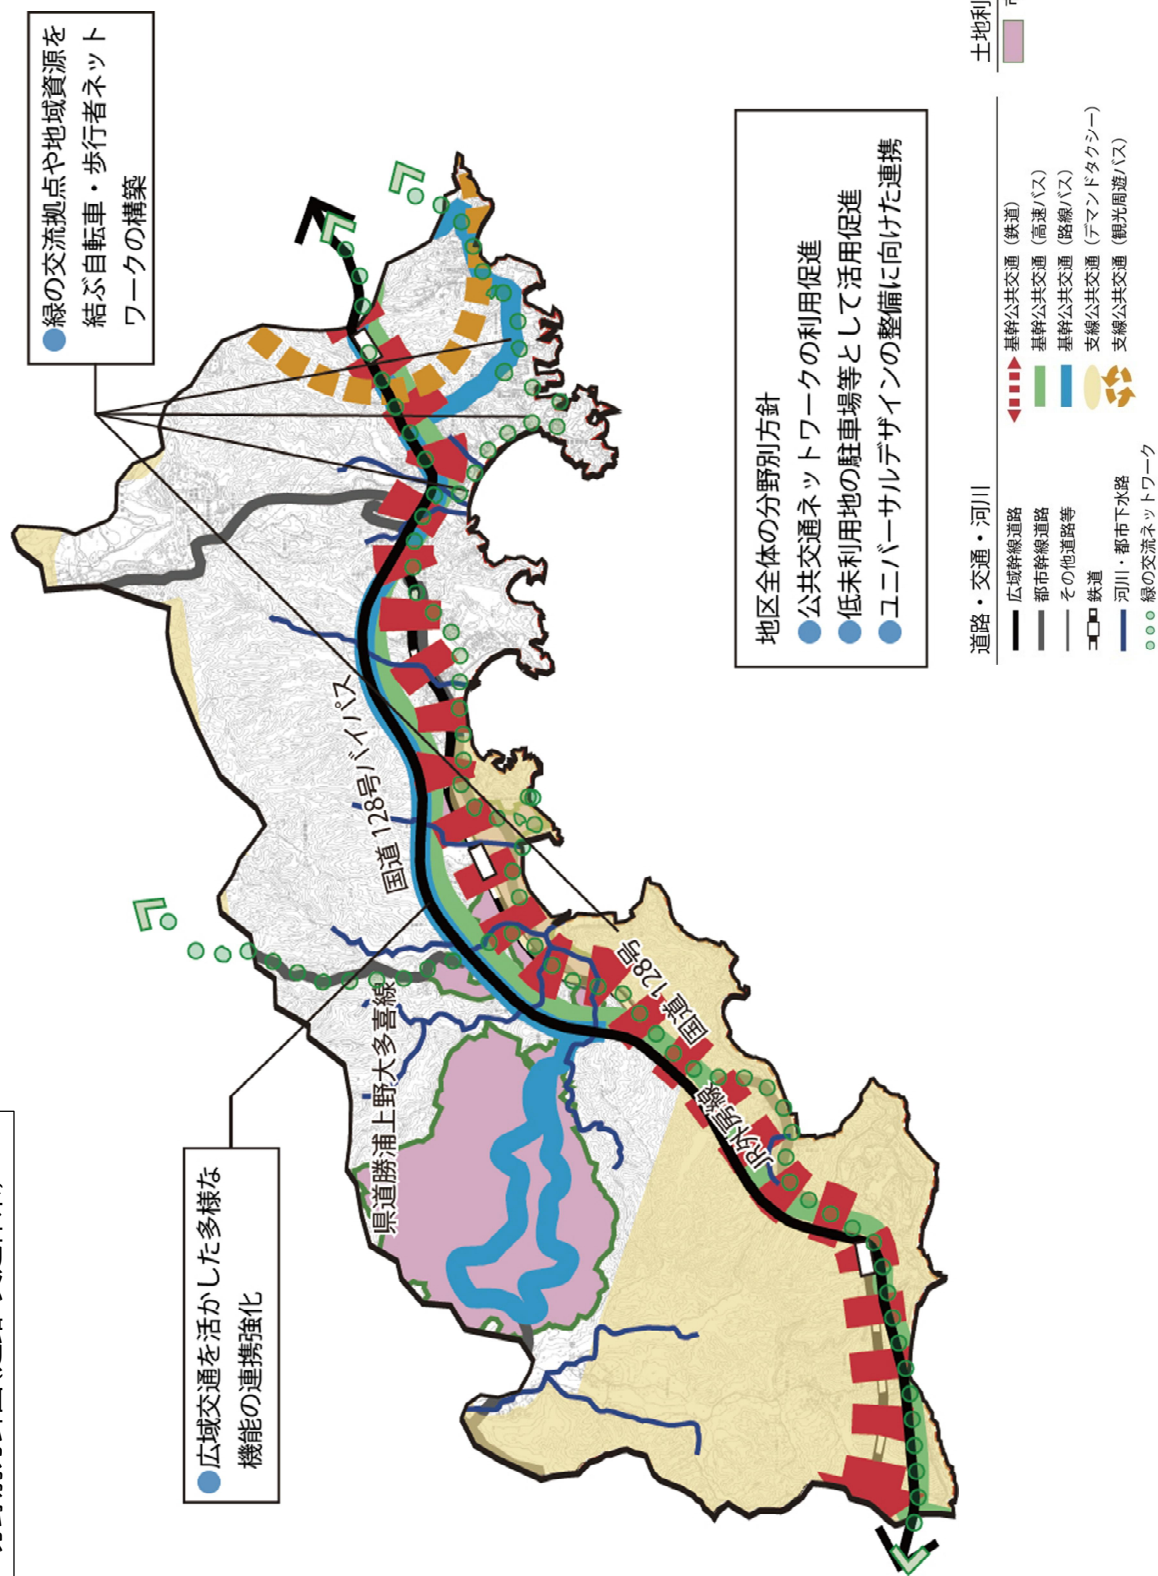 ●緑の交流拠点や地域資源を
結ぶ自転車・歩行者ネット
ワークの構築
●広域交通を活かした多様な
機能の連携強化
国道128号バイパス
県道勝浦上野大多喜線
国道128号
JR外房線
地区全体の分野別方針
●公共交通ネットワークの利用促進
●低未利用地の駐車場等として活用促進
●ユニバーサルデザインの整備に向けた連携
道路・交通・河川
広域幹線道路
都市幹線道路
その他道路等
鉄道
河川・都市下水路
緑の交流ネットワーク
基幹公共交通（鉄道）
基幹公共交通（高速バス）
基幹公共交通（路線バス）
支線公共交通（デマンドタクシー）
支線公共交通（観光周遊バス）
土地利